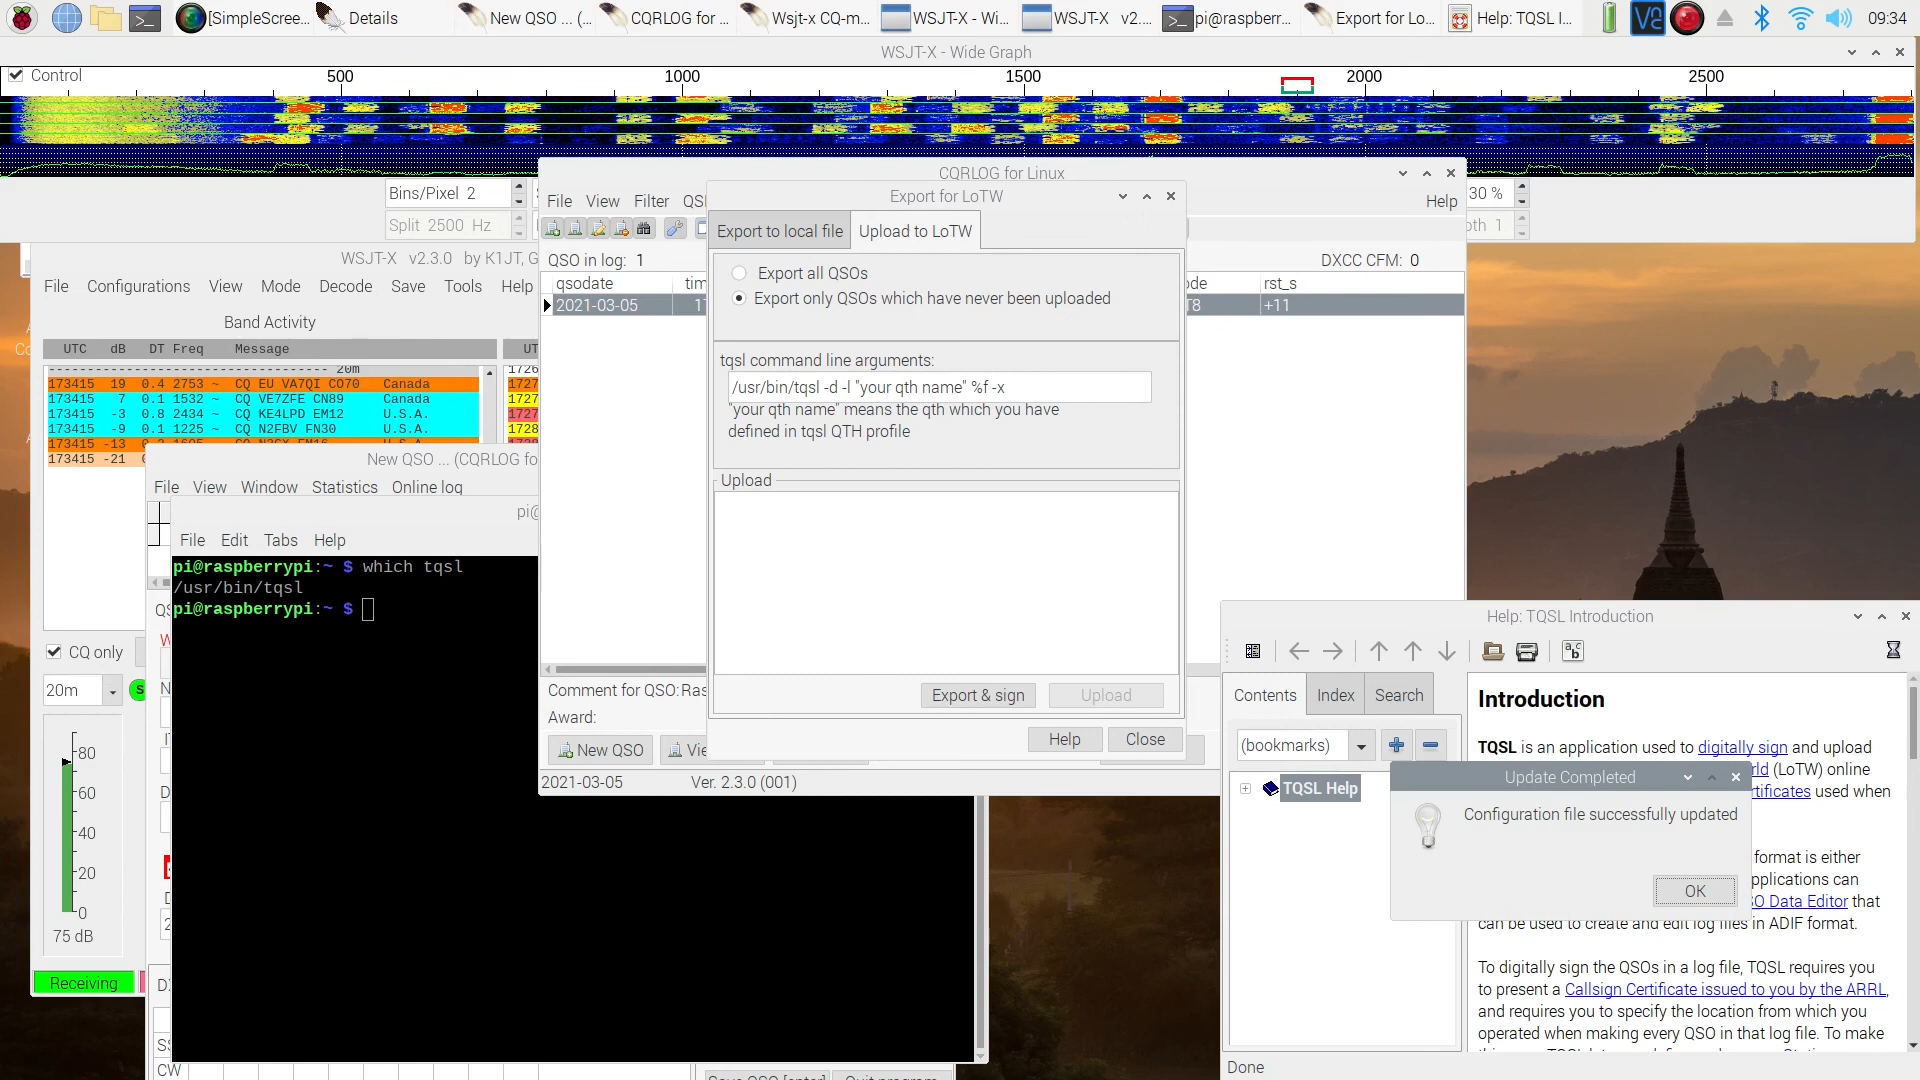 [SimpleScree...
Details
New QSO ... (...
CQRLOG for ...
Wsjt-x CQ-m...
WSJT-X - Wi...
WSJT-X v2....
pi@raspberr...
Export for Lo...
Help: TQSL I...
09:34
WSJT-X - Wide Graph
Control
500
1000
1500
2000
2500
Bins/Pixel 2
Split 2500 Hz
30 %
CQRLOG for Linux
File View Filter
Help
QSO in log: 1
DXCC CFM: 0
qsodate
rst_s
2021-03-05
+11
Comment for QSO:
Award:
New QSO
2021-03-05
Ver. 2.3.0 (001)
Export for LoTW
Export to local file
Upload to LoTW
Export all QSOs
Export only QSOs which have never been uploaded
tqsl command line arguments:
/usr/bin/tqsl -d -l "your qth name" %f -x
"your qth name" means the qth which you have
defined in tqsl QTH profile
Upload
Export & sign
Upload
Help
Close
WSJT-X v2.3.0 by K1JT, G
File Configurations View Mode Decode Save Tools Help
Band Activity
UTC dB DT Freq Message
20m
173415 19 0.4 2753 ~ CQ EU VA7QI CO70 Canada
173415 7 0.1 1532 ~ CQ VE7ZFE CN89 Canada
173415 -3 0.8 2434 ~ CQ KE4LPD EM12 U.S.A.
173415 -9 0.1 1225 ~ CQ N2FBV FN30 U.S.A.
173415 -21
CQ only
20m
80
60
40
20
0
75 dB
Receiving
New QSO ... (CQRLOG fo
File View Window Statistics Online log
CW
File Edit Tabs Help
pi@raspberrypi:~ $ which tqsl
/usr/bin/tqsl
pi@raspberrypi:~ $
Help: TQSL Introduction
Contents
Index
Search
(bookmarks)
TQSL Help
Introduction
TQSL is an application used to digitally sign and upload
(LoTW) online
used when
format is either
can
Data Editor that
can be used to create and edit log files in ADIF format.
To digitally sign the QSOs in a log file, TQSL requires you
to present a Callsign Certificate issued to you by the ARRL,
and requires you to specify the location from which you
operated when making every QSO in that log file. To make
Done
Update Completed
Configuration file successfully updated
OK